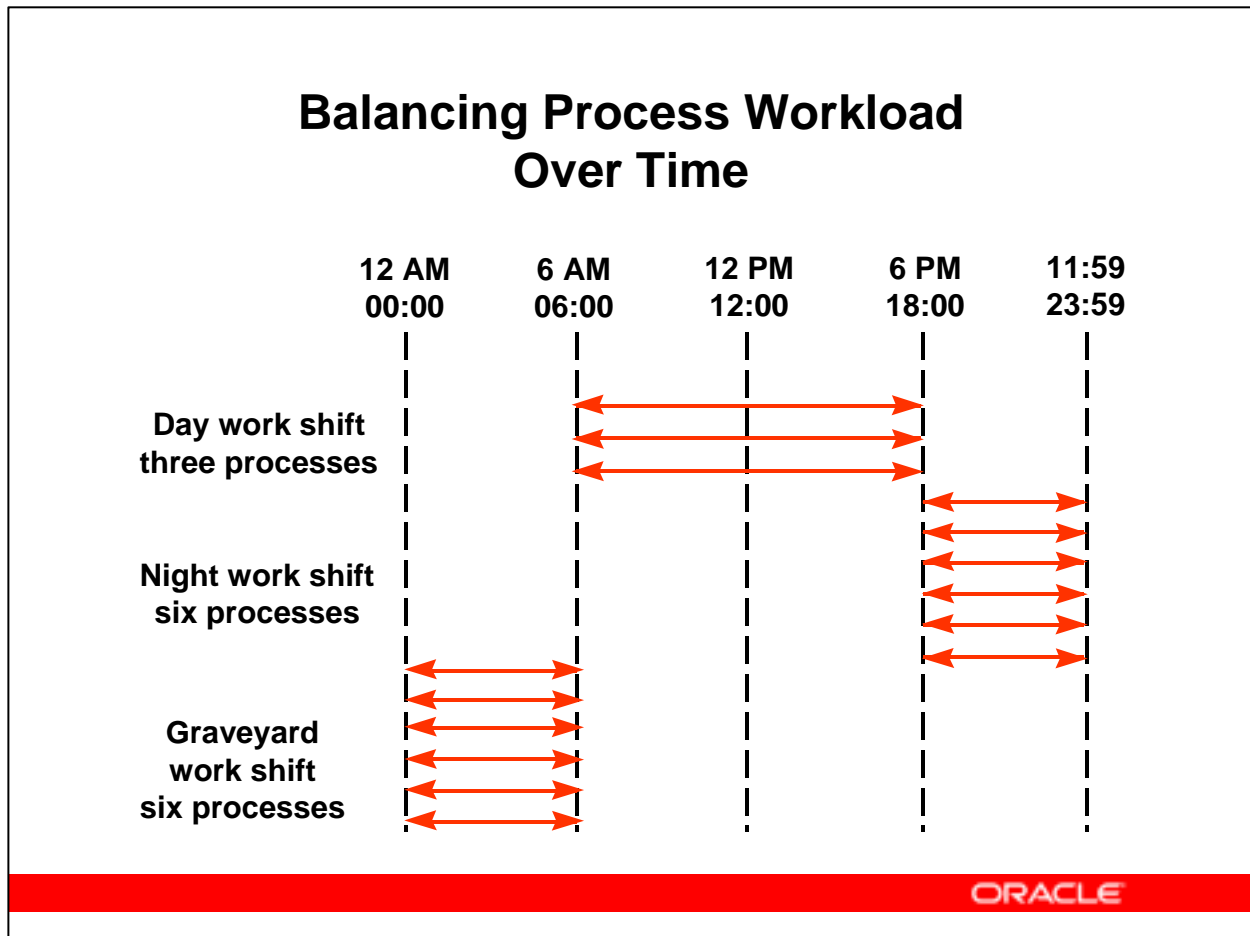 Balancing Process Workload
Over Time
12 AM 6 AM 12 PM 6 PM 11:59
00:00 06:00 12:00 18:00 23:59
Day work shift
three processes
Night work shift
six processes
Graveyard
work shift
six processes
ORACLE